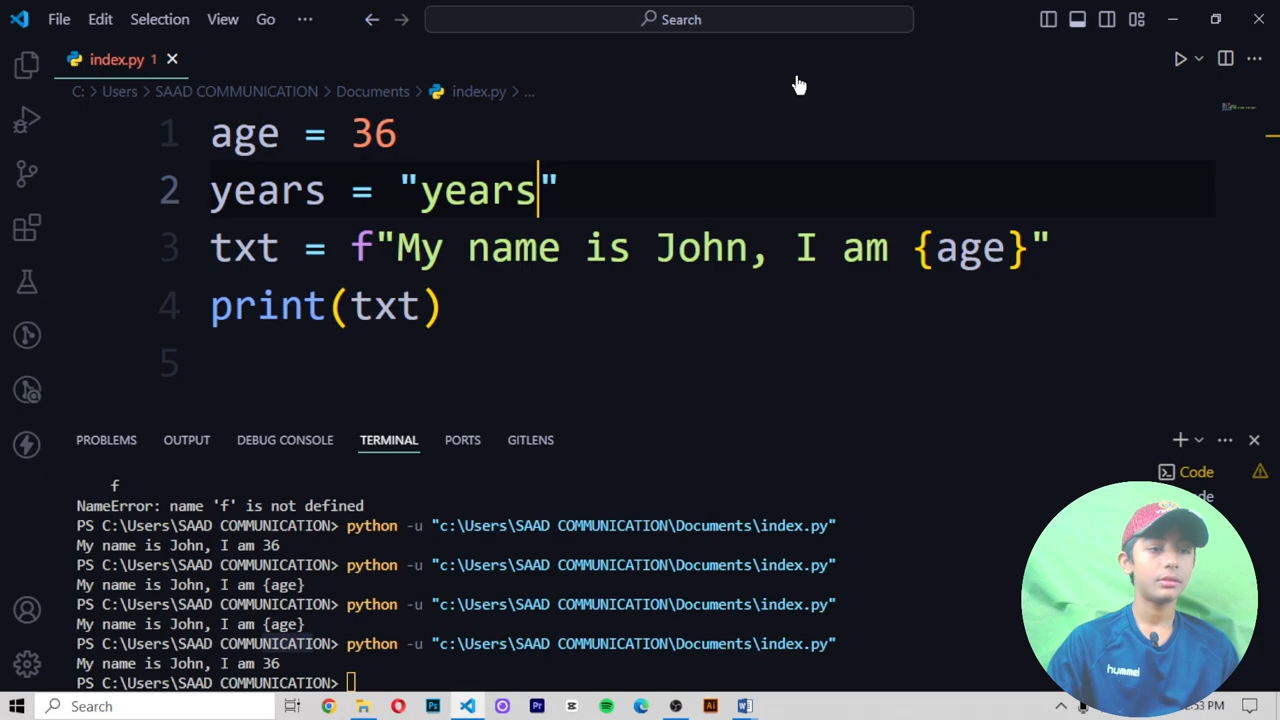 File Edit Selection View Go ··· Search
index.py 1
C: > Users > SAAD COMMUNICATION > Documents > index.py > ...
1 age = 36
2 years = "years"
3 txt = f"My name is John, I am {age}"
4 print(txt)
5
PROBLEMS OUTPUT DEBUG CONSOLE TERMINAL PORTS GITLENS
Code
f
NameError: name 'f' is not defined
PS C:\Users\SAAD COMMUNICATION> python -u "c:\Users\SAAD COMMUNICATION\Documents\index.py"
My name is John, I am 36
PS C:\Users\SAAD COMMUNICATION> python -u "c:\Users\SAAD COMMUNICATION\Documents\index.py"
My name is John, I am {age}
PS C:\Users\SAAD COMMUNICATION> python -u "c:\Users\SAAD COMMUNICATION\Documents\index.py"
My name is John, I am {age}
PS C:\Users\SAAD COMMUNICATION> python -u "c:\Users\SAAD COMMUNICATION\Documents\index.py"
My name is John, I am 36
PS C:\Users\SAAD COMMUNICATION>
hummel
Search
PM